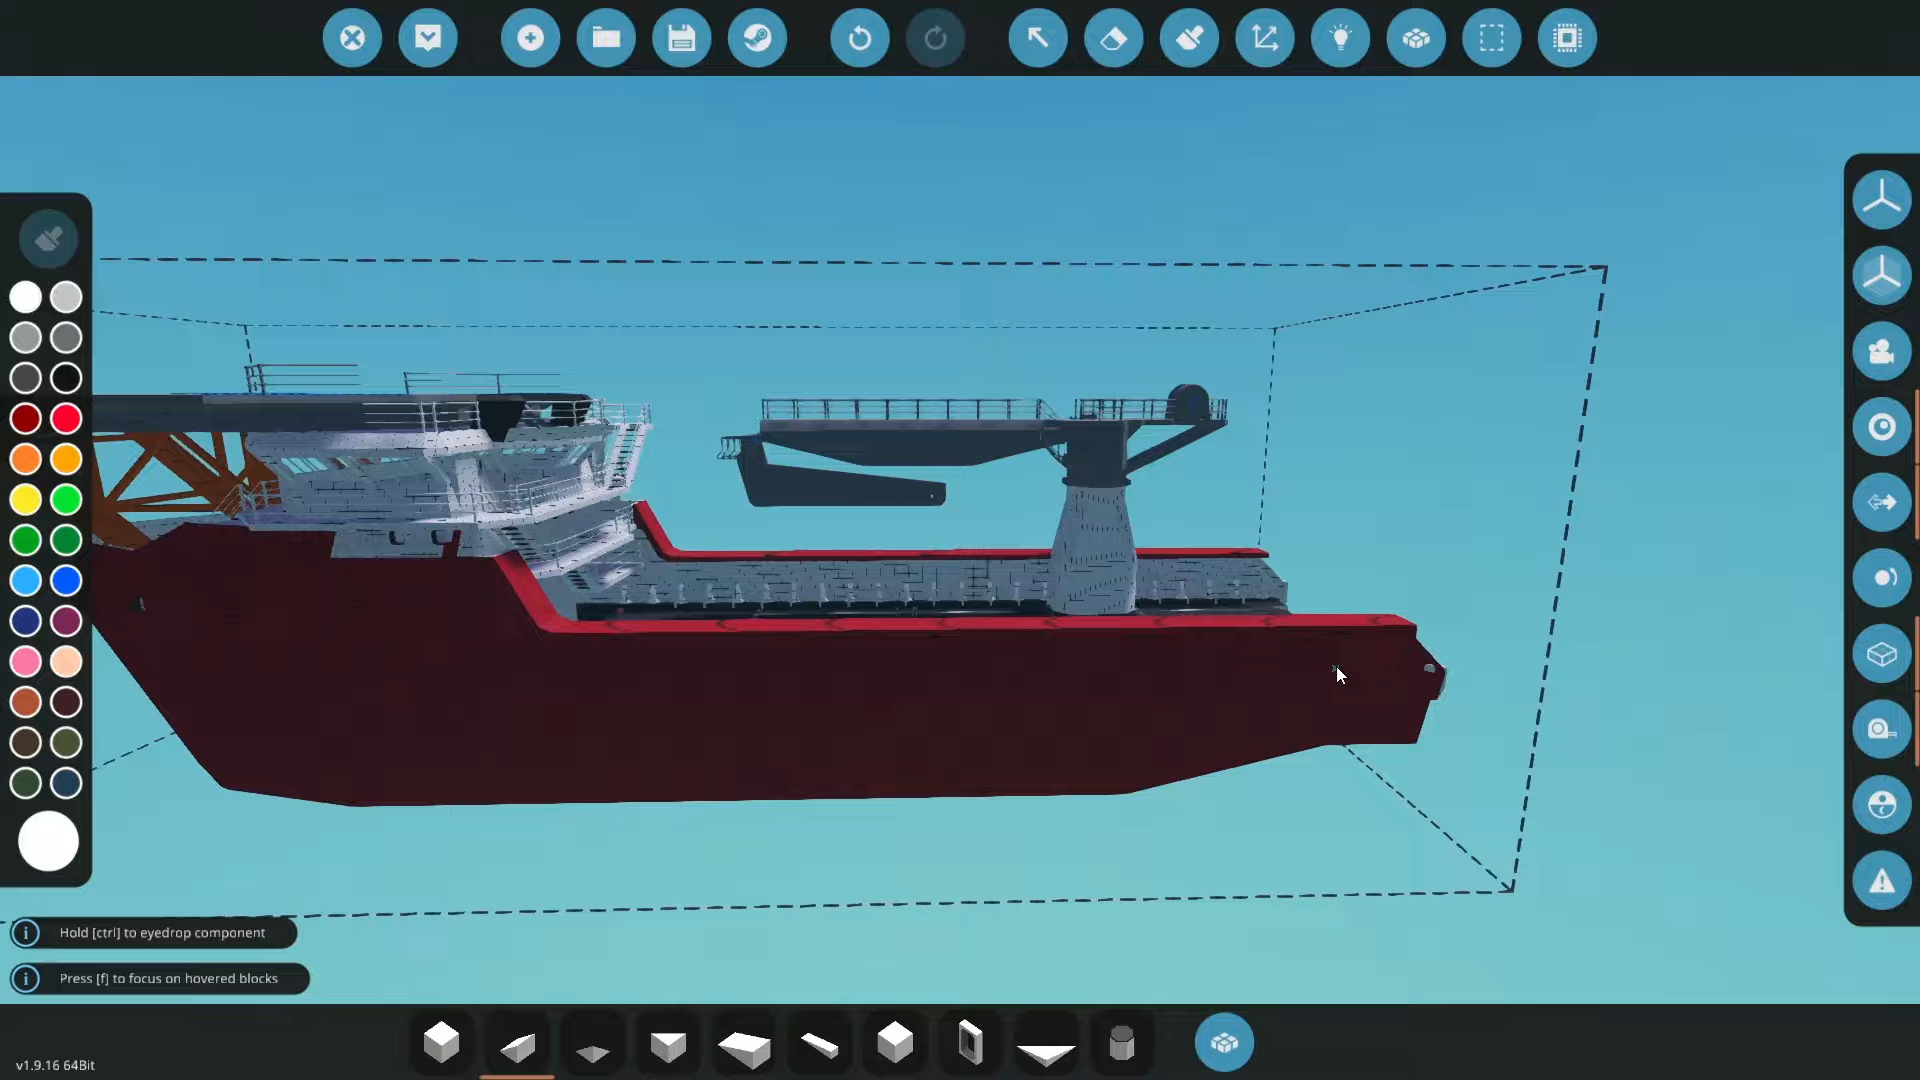 Hold [ctrl] to eyedrop component
Press [f] to focus on hovered blocks
v1.9.16 64Bit